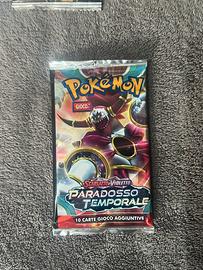 POKÉMON
GIOCO
SCARLATTO E VIOLETTO
PARADOSSO
TEMPORALE
10 CARTE GIOCO AGGIUNTIVE